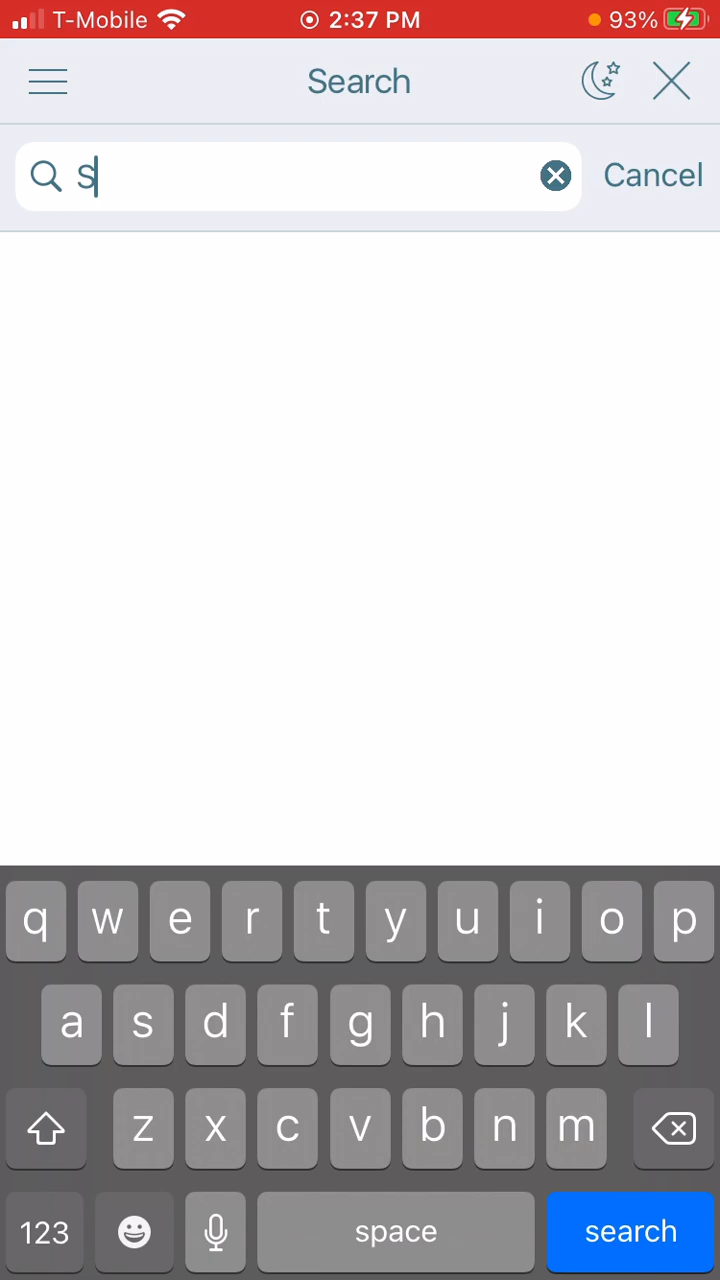 T-Mobile 2:37 PM 93%
Search
S Cancel
q w e r t y u i o p
a s d f g h j k l
z x c v b n m
123 space search